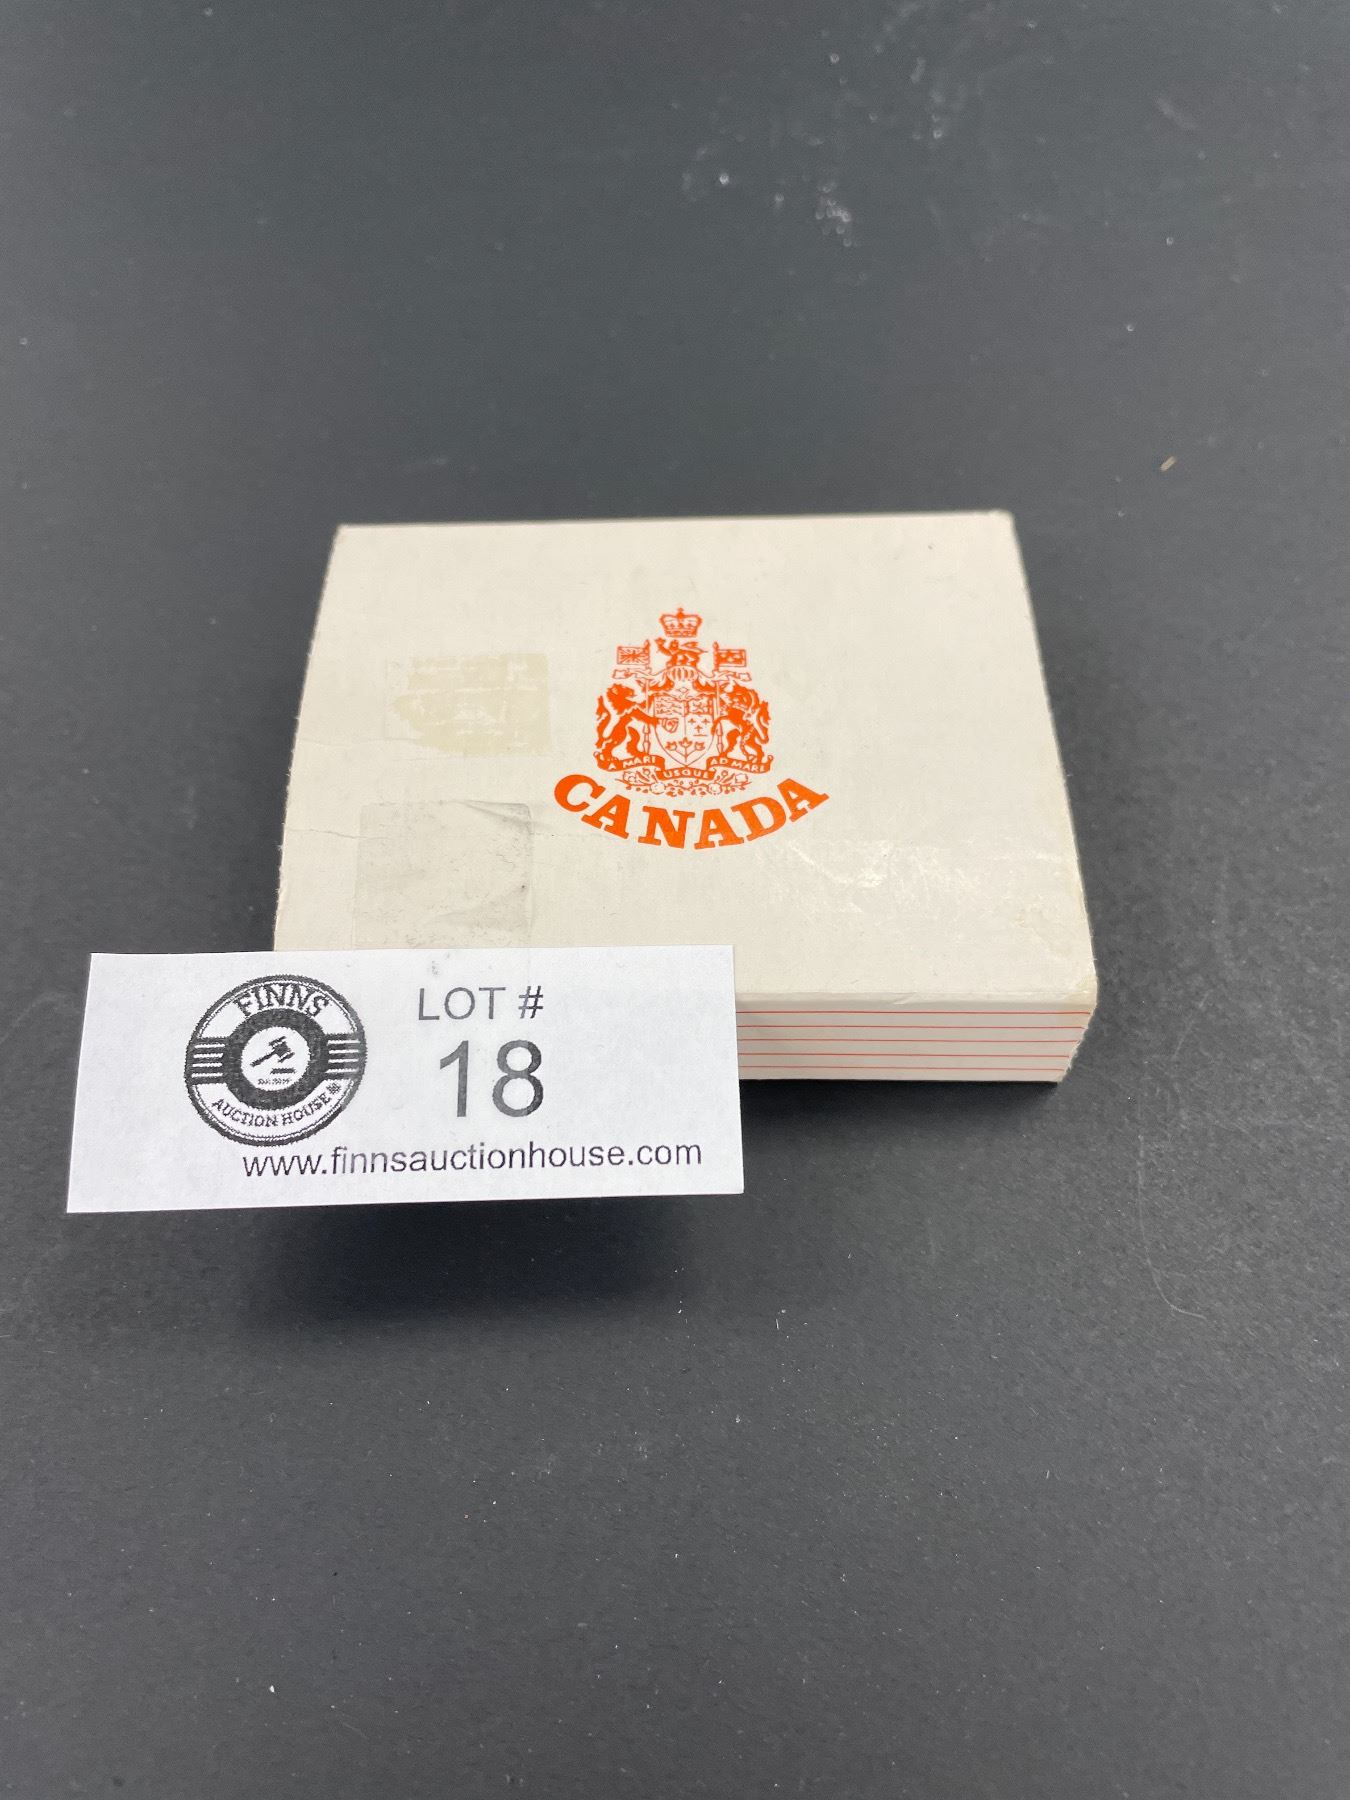 A MARI USQUE AD MARE
CANADA
FINNS
AUCTION HOUSE
LOT #
18
www.finnsauctionhouse.com